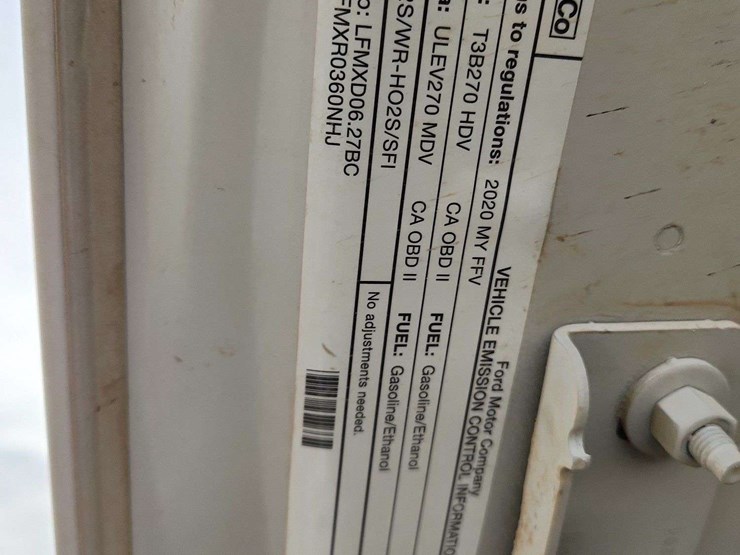 Co
Ford Motor Company
VEHICLE EMISSION CONTROL INFORMATIO
s to regulations: 2020 MY FFV
: T3B270 HDV CA OBD II FUEL: Gasoline/Ethanol
a: ULEV270 MDV CA OBD II FUEL: Gasoline/Ethanol
2S/WR-HO2S/SFI No adjustments needed.
o: LFMXD06.27BC
FMXR0360NHJ